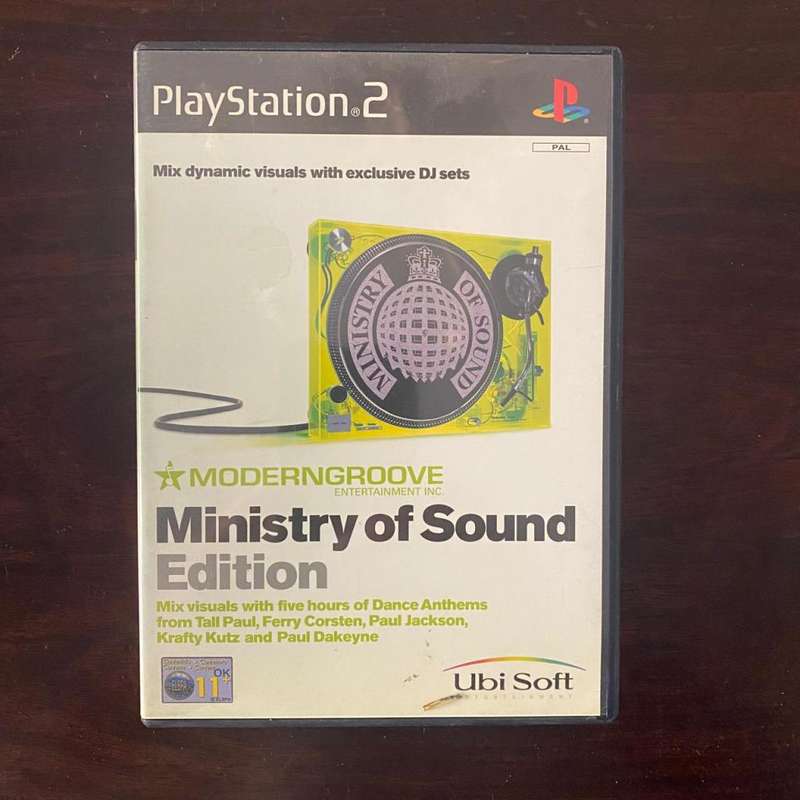 PlayStation®2
PAL
Mix dynamic visuals with exclusive DJ sets
MINISTRY OF SOUND
MODERNGROOVE
ENTERTAINMENT INC.
Ministry of Sound
Edition
Mix visuals with five hours of Dance Anthems
from Tall Paul, Ferry Corsten, Paul Jackson,
Krafty Kutz and Paul Dakeyne
OK
11+
Ubi Soft
ENTERTAINMENT